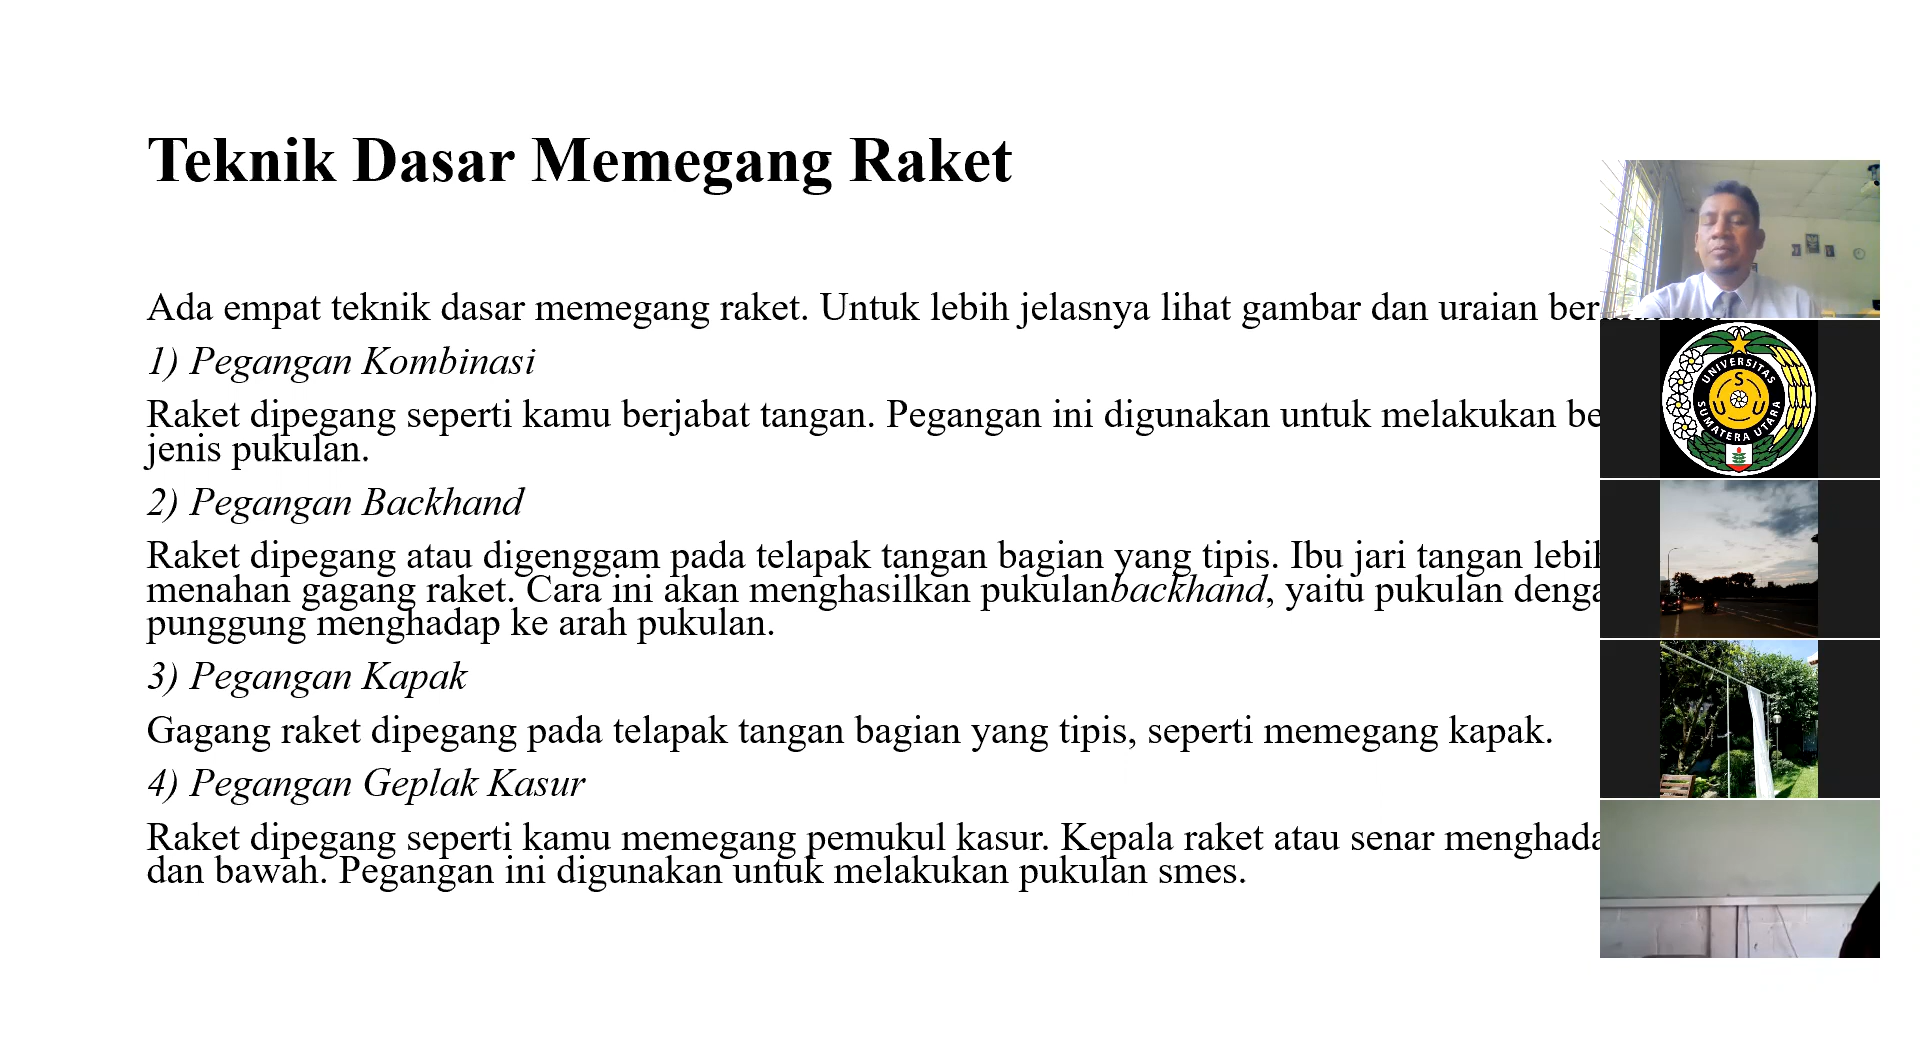 Teknik Dasar Memegang Raket
Ada empat teknik dasar memegang raket. Untuk lebih jelasnya lihat gambar dan uraian
1) Pegangan Kombinasi
Raket dipegang seperti kamu berjabat tangan. Pegangan ini digunakan untuk melakukan
jenis pukulan.
2) Pegangan Backhand
Raket dipegang atau digenggam pada telapak tangan bagian yang tipis. Ibu jari tangan
menahan gagang raket. Cara ini akan menghasilkan pukulanbackhand, yaitu pukulan
punggung menghadap ke arah pukulan.
3) Pegangan Kapak
Gagang raket dipegang pada telapak tangan bagian yang tipis, seperti memegang kapak.
4) Pegangan Geplak Kasur
Raket dipegang seperti kamu memegang pemukul kasur. Kepala raket atau senar
dan bawah. Pegangan ini digunakan untuk melakukan pukulan smes.
UNIVERSITAS
S
U U
SUMATERA UTARA